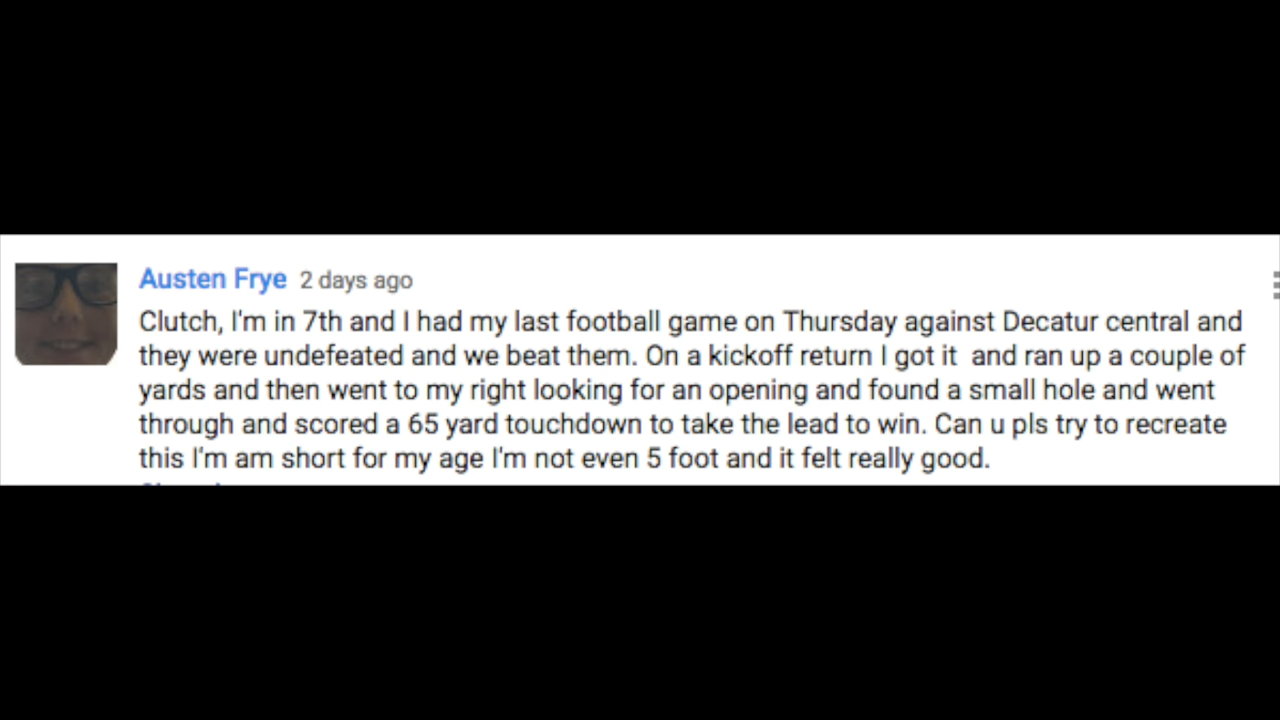 Austen Frye 2 days ago
Clutch, I'm in 7th and I had my last football game on Thursday against Decatur central and
they were undefeated and we beat them. On a kickoff return I got it  and ran up a couple of
yards and then went to my right looking for an opening and found a small hole and went
through and scored a 65 yard touchdown to take the lead to win. Can u pls try to recreate
this I'm am short for my age I'm not even 5 foot and it felt really good.